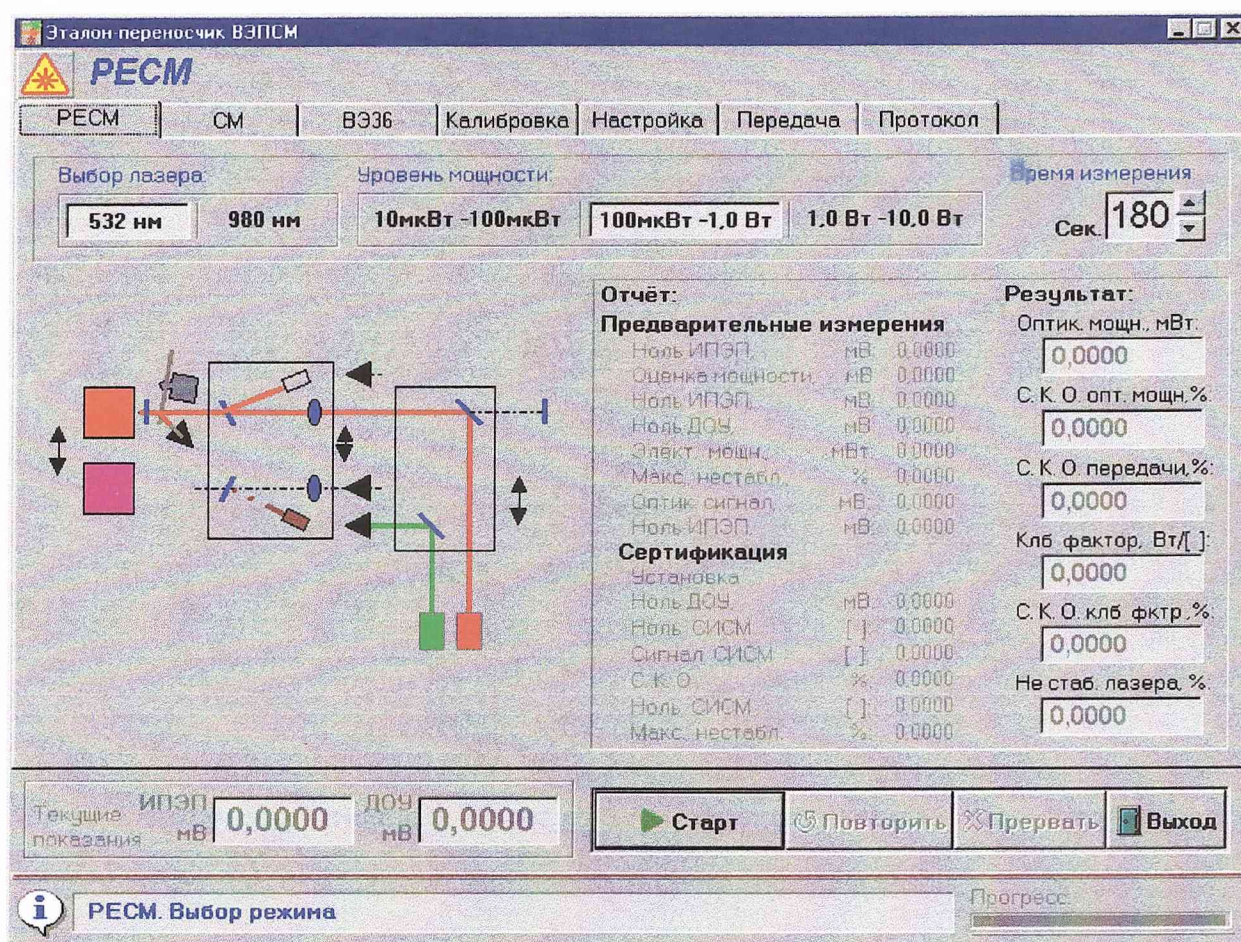 Эталон-переносчик ВЭПСМ
РЕСМ
РЕСМ СМ ВЭ36 Калибровка Настройка Передача Протокол
Выбор лазера: Уровень мощности: Время измерения
532 нм 980 нм 10мкВт -100мкВт 100мкВт -1,0 Вт 1,0 Вт -10,0 Вт Сек. 180
Отчёт:
Предварительные измерения
Ноль ИПЭП, мВ: 0,0000
Оценка мощности, мВ: 0,0000
Ноль ИПЭП, мВ: 0,0000
Ноль ДОУ, мВ: 0,0000
Элект. мощн., мВт: 0,0000
Макс. нестабл. %: 0,0000
Оптик. сигнал, мВ: 0,0000
Ноль ИПЭП, мВ: 0,0000
Сертификация
Установка
Ноль ДОУ, мВ: 0,0000
Ноль СИСМ [ ]: 0,0000
Сигнал СИСМ [ ]: 0,0000
С.К.О. %: 0,0000
Ноль СИСМ [ ]: 0,0000
Макс. нестабл. %: 0,0000
Результат:
Оптик. мощн., мВт:
0,0000
С. К. О. опт. мощн,%:
0,0000
С. К. О. передачи,%:
0,0000
Клб. фактор, Вт/[ ]:
0,0000
С. К. О. клб. фктр.,%:
0,0000
Не стаб. лазера, %:
0,0000
Текущие показания ИПЭП мВ 0,0000 ДОУ мВ 0,0000
Старт Повторить Прервать Выход
РЕСМ. Выбор режима
Прогресс: